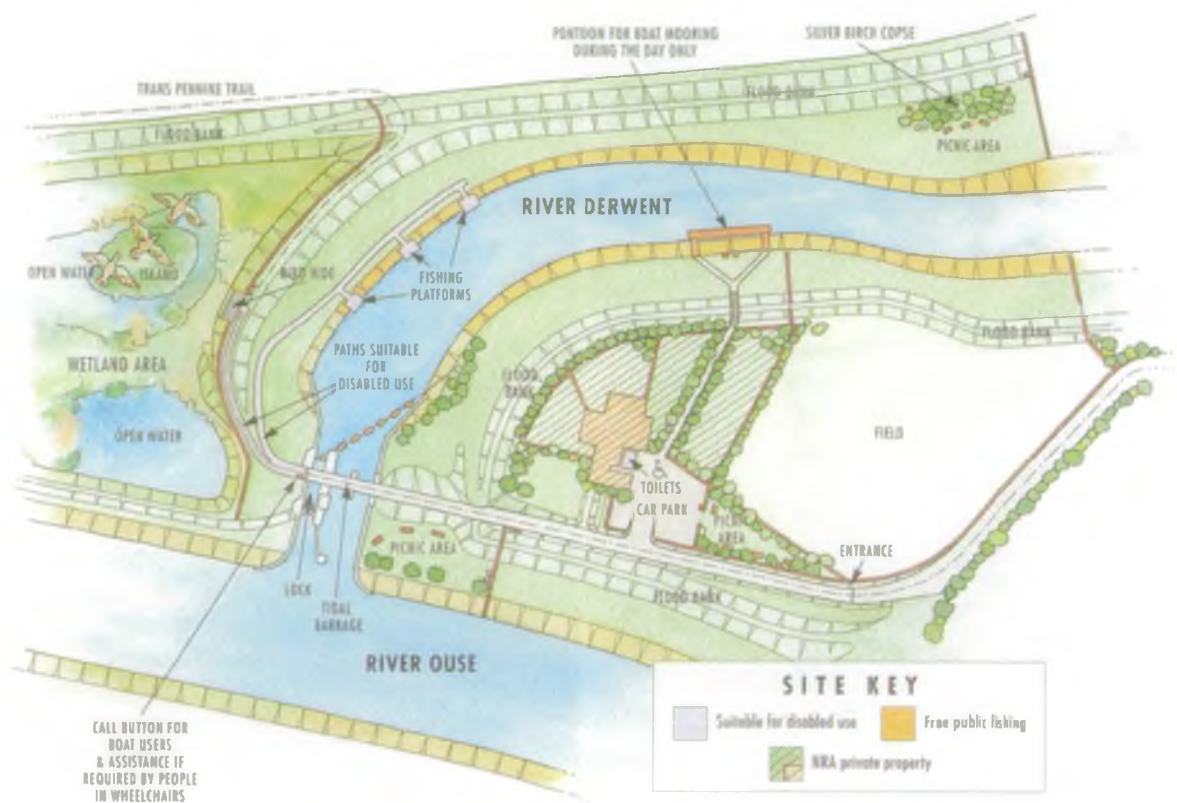 PONTOON FOR BOAT MOORING
DURING THE DAY ONLY
SILVER BIRCH COPSE
TRANS PENNINE TRAIL
FLOOD BANK
FLOOD BANK
PICNIC AREA
RIVER DERWENT
OPEN WATER
ISLAND
BIRD HIDE
FISHING
PLATFORMS
FLOOD BANK
WETLAND AREA
PATHS SUITABLE
FOR
DISABLED USE
FLOOD
BANK
OPEN WATER
FIELD
TOILETS
CAR PARK
PICNIC
AREA
PICNIC AREA
ENTRANCE
LOCK
TIDAL
BARRAGE
FLOOD BANK
RIVER OUSE
CALL BUTTON FOR
BOAT USERS
& ASSISTANCE IF
REQUIRED BY PEOPLE
IN WHEELCHAIRS
SITE KEY
Suitable for disabled use
Free public fishing
NRA private property